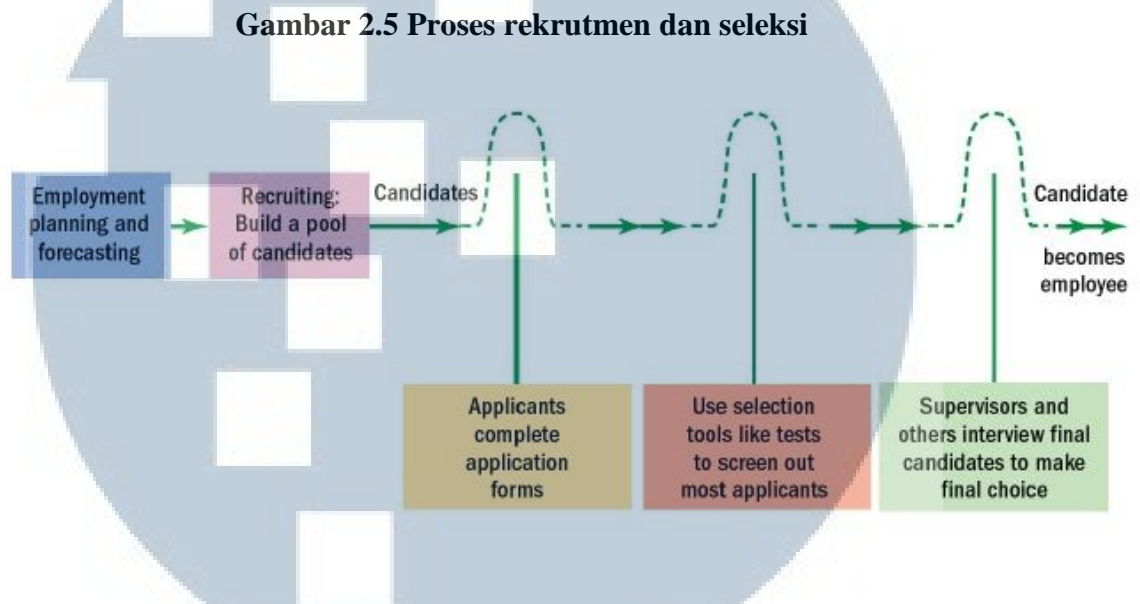 Gambar 2.5 Proses rekrutmen dan seleksi
Employment
planning and
forecasting
Recruiting:
Build a pool
of candidates
Candidates
Applicants
complete
application
forms
Use selection
tools like tests
to screen out
most applicants
Supervisors and
others interview final
candidates to make
final choice
Candidate
becomes
employee